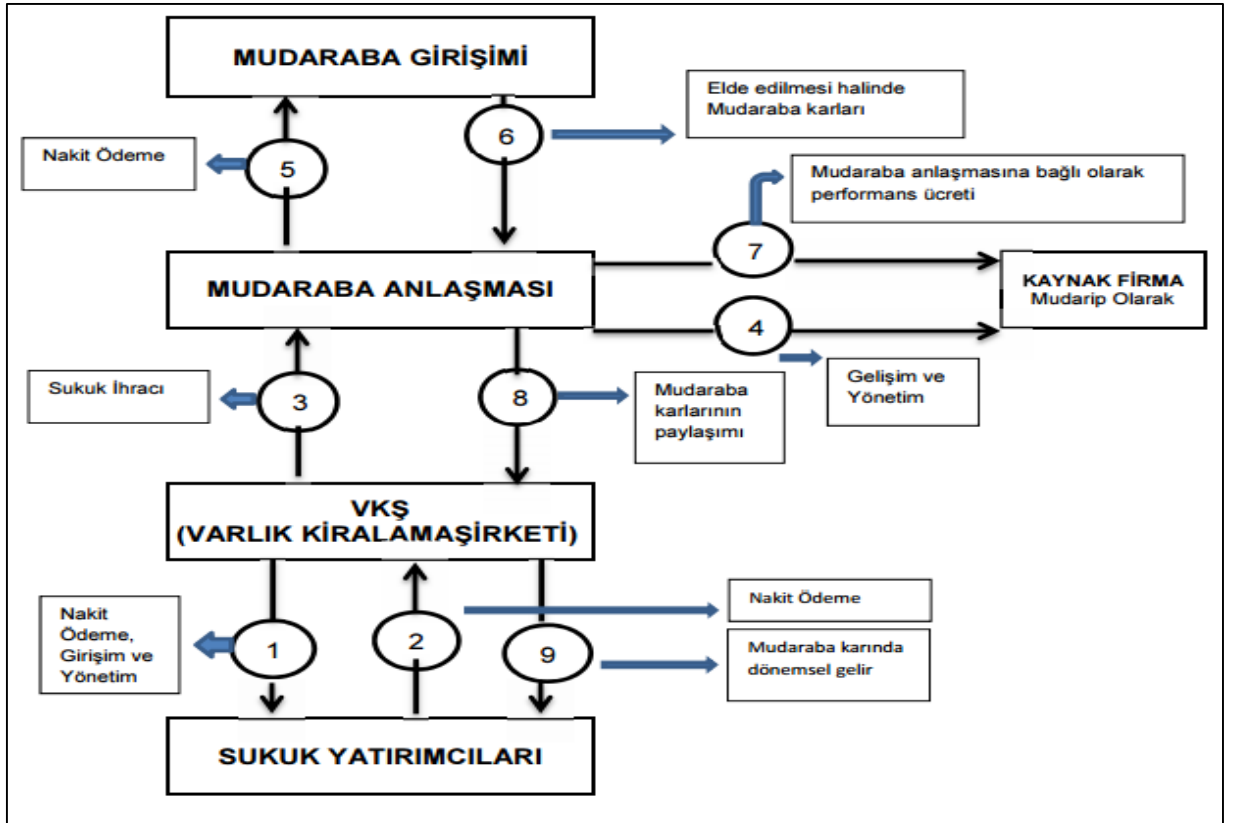 MUDARABA GİRİŞİMİ
Elde edilmesi halinde
Mudaraba karları
6
Nakit Ödeme
5
Mudaraba anlaşmasına bağlı olarak
performans ücreti
7
MUDARABA ANLAŞMASI
KAYNAK FİRMA
Mudarip Olarak
4
Sukuk İhracı
3
8
Mudaraba
karlarının
paylaşımı
Gelişim ve
Yönetim
VKŞ
(VARLIK KİRALAMAŞİRKETİ)
Nakit
Ödeme,
Girişim ve
Yönetim
1
2
9
Nakit Ödeme
Mudaraba karında
dönemsel gelir
SUKUK YATIRIMCILARI